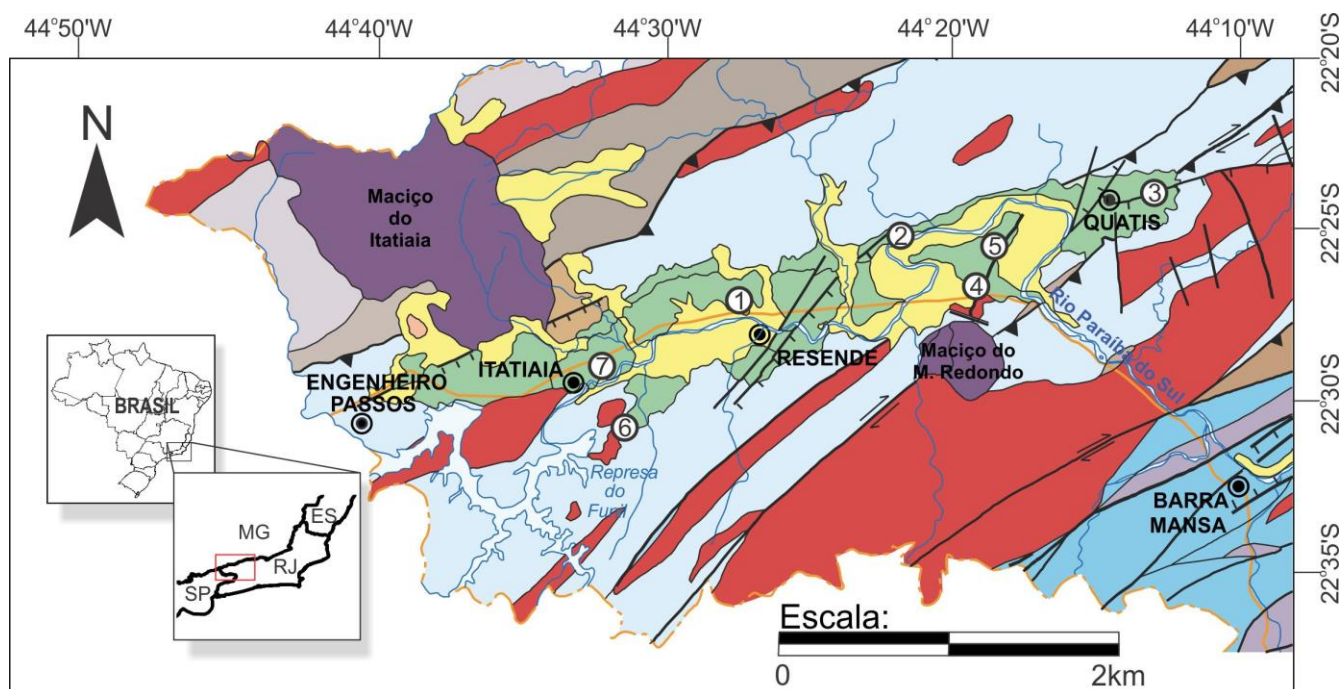 44°50'W
44°40'W
44°30'W
44°20'W
44°10'W
22°20'S
22°25'S
22°30'S
22°35'S
N
Maciço
do
Itatiaia
QUATIS
3
2
5
4
1
7
6
RESENDE
ITATIAIA
ENGENHEIRO
PASSOS
Maciço do
M. Redondo
Rio Paraíba do Sul
Represa
do
Funil
BARRA
MANSA
BRASIL
MG
ES
RJ
SP
Escala:
0
2km